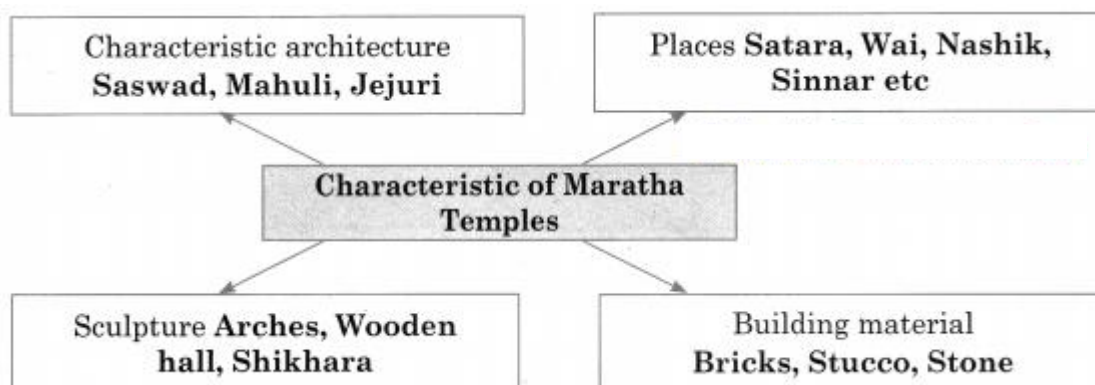 Characteristic architecture
Saswad, Mahuli, Jejuri
Places Satara, Wai, Nashik,
Sinnar etc
Characteristic of Maratha
Temples
Sculpture Arches, Wooden
hall, Shikhara
Building material
Bricks, Stucco, Stone